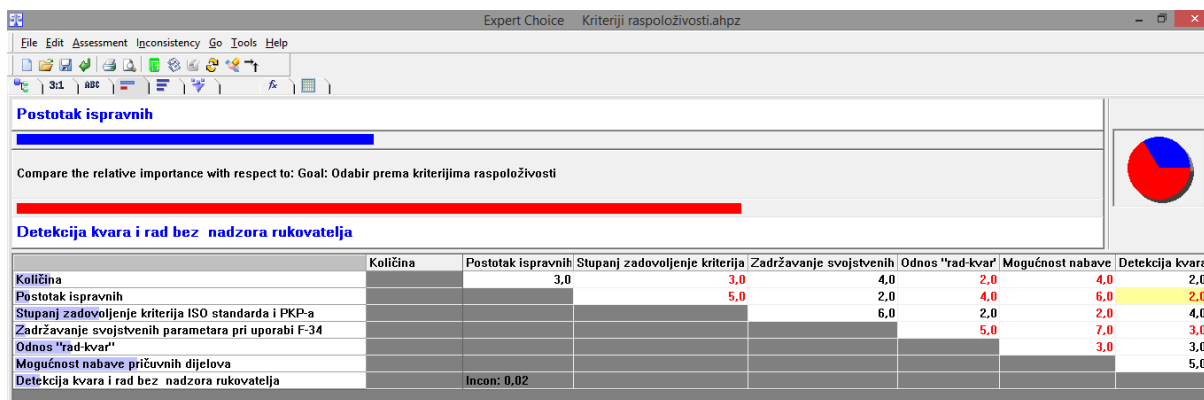 Expert Choice Kriteriji raspoloživosti.ahpz
File Edit Assessment Inconsistency Go Tools Help
3:1 ABC fx
Postotak ispravnih
Compare the relative importance with respect to: Goal: Odabir prema kriterijima raspoloživosti
Detekcija kvara i rad bez nadzora rukovatelja
Količina Postotak ispravnih Stupanj zadovoljenje kriterija Zadržavanje svojstvenih Odnos "rad-kvar" Mogućnost nabave Detekcija kvara
Količina 3,0 3,0 4,0 2,0 4,0 2,0
Postotak ispravnih 5,0 2,0 4,0 6,0 2,0
Stupanj zadovoljenje kriterija ISO standarda i PKP-a 6,0 2,0 2,0 4,0
Zadržavanje svojstvenih parametara pri uporabi F-34 5,0 7,0 3,0
Odnos "rad-kvar" 3,0 3,0
Mogućnost nabave pričuvnih dijelova 5,0
Detekcija kvara i rad bez nadzora rukovatelja Incon: 0,02